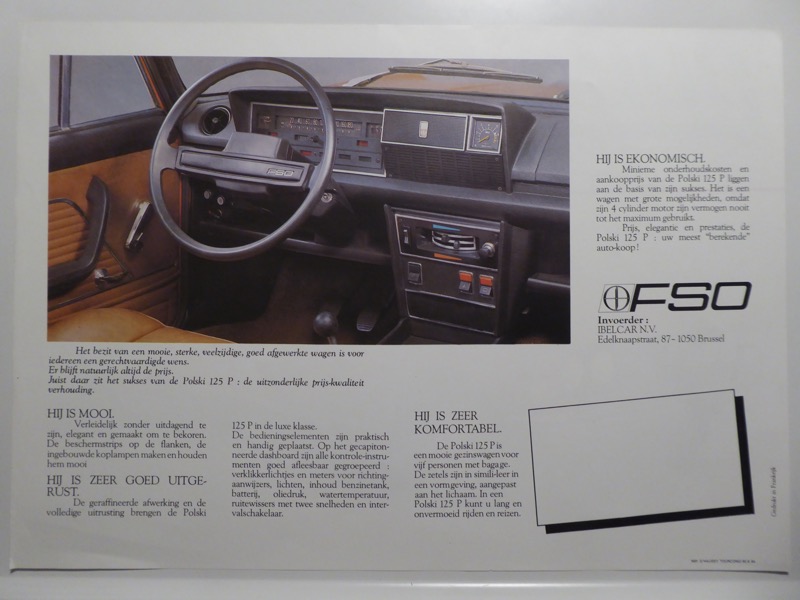 FSO
Het bezit van een mooie, sterke, veelzijdige, goed afgewerkte wagen is voor
iedereen een gerechtvaardigde wens.
Er blijft natuurlijk altijd de prijs.
Juist daar zit het sukses van de Polski 125 P : de uitzonderlijke prijs-kwaliteit
verhouding.
HIJ IS MOOI.
Verleidelijk zonder uitdagend te
zijn, elegant en gemaakt om te bekoren.
De beschermstrips op de flanken, de
ingebouwde koplampen maken en houden
hem mooi
HIJ IS ZEER GOED UITGE-
RUST.
De geraffineerde afwerking en de
volledige uitrusting brengen de Polski
125 P in de luxe klasse.
De bedieningselementen zijn praktisch
en handig geplaatst. Op het gecapiton-
neerde dashboard zijn alle kontrole-instru-
menten goed afleesbaar gegroepeerd :
verklikkerlichtjes en meters voor richting-
aanwijzers, lichten, inhoud benzinetank,
batterij, oliedruk, watertemperatuur,
ruitewissers met twee snelheden en inter-
valschakelaar.
HIJ IS ZEER
KOMFORTABEL.
De Polski 125 P is
een mooie gezinswagen voor
vijf personen met bagage.
De zetels zijn in simili-leer in
een vormgeving, aangepast
aan het lichaam. In een
Polski 125 P kunt u lang en
onvermoeid rijden en reizen.
HIJ IS EKONOMISCH.
Minieme onderhoudskosten en
aankoopprijs van de Polski 125 P liggen
aan de basis van zijn sukses. Het is een
wagen met grote mogelijkheden, omdat
zijn 4 cylinder motor zijn vermogen nooit
tot het maximum gebruikt.
Prijs, elegantie en prestaties, de
Polski 125 P : uw meest "berekende"
auto-koop!
FSO
Invoerder :
IBELCAR N.V.
Edelknaapstraat, 87 - 1050 Brussel